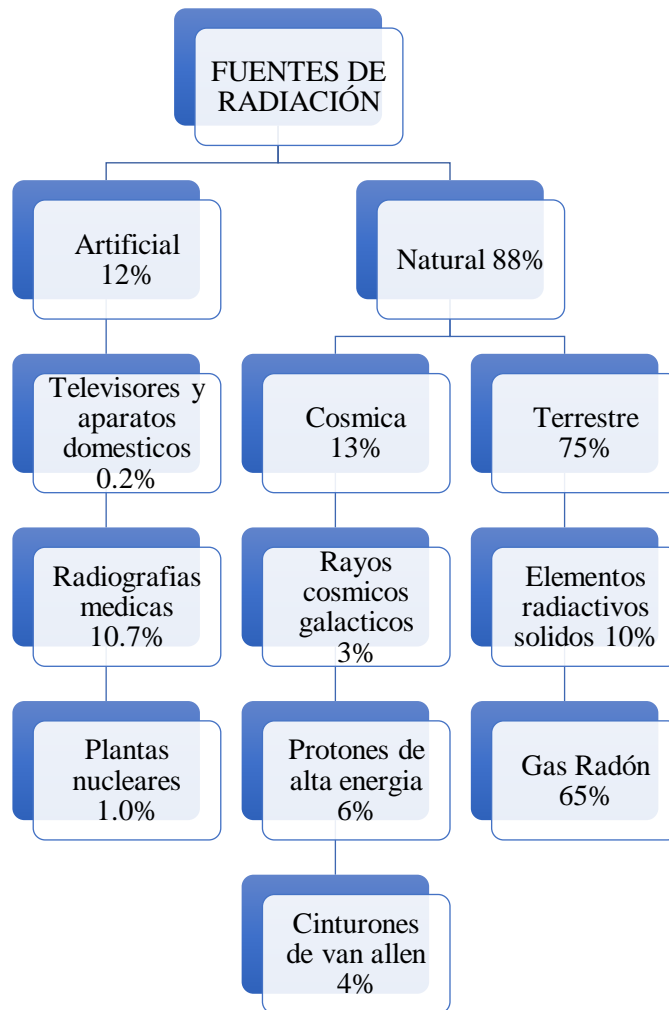 FUENTES DE
RADIACIÓN
Artificial
12%
Natural 88%
Televisores y
aparatos
domesticos
0.2%
Cosmica
13%
Terrestre
75%
Radiografias
medicas
10.7%
Rayos
cosmicos
galacticos
3%
Elementos
radiactivos
solidos 10%
Plantas
nucleares
1.0%
Protones de
alta energia
6%
Gas Radón
65%
Cinturones
de van allen
4%